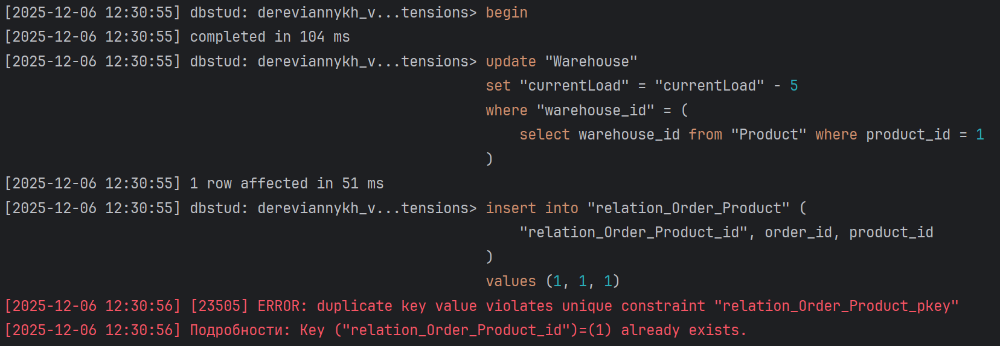 [2025-12-06 12:30:55] dbstud: dereviannykh_v...tensions> begin
[2025-12-06 12:30:55] completed in 104 ms
[2025-12-06 12:30:55] dbstud: dereviannykh_v...tensions> update "Warehouse"
set "currentLoad" = "currentLoad" - 5
where "warehouse_id" = (
select warehouse_id from "Product" where product_id = 1
)
[2025-12-06 12:30:55] 1 row affected in 51 ms
[2025-12-06 12:30:55] dbstud: dereviannykh_v...tensions> insert into "relation_Order_Product" (
"relation_Order_Product_id", order_id, product_id
)
values (1, 1, 1)
[2025-12-06 12:30:56] [23505] ERROR: duplicate key value violates unique constraint "relation_Order_Product_pkey"
[2025-12-06 12:30:56] Подробности: Key ("relation_Order_Product_id")=(1) already exists.